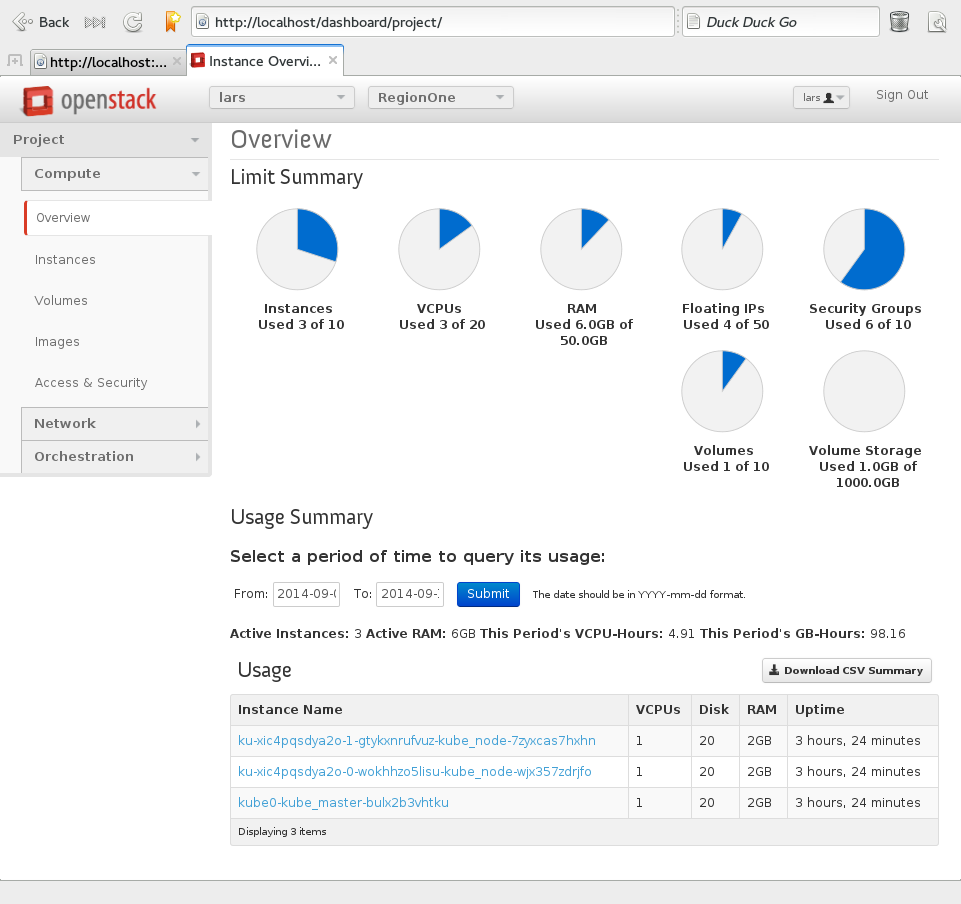 Back
http://localhost/dashboard/project/
Duck Duck Go
http://localhost:...
Instance Overvi...
openstack
lars
RegionOne
lars
Sign Out
Project
Compute
Overview
Instances
Volumes
Images
Access & Security
Network
Orchestration
Overview
Limit Summary
Instances
Used 3 of 10
VCPUs
Used 3 of 20
RAM
Used 6.0GB of
50.0GB
Floating IPs
Used 4 of 50
Security Groups
Used 6 of 10
Volumes
Used 1 of 10
Volume Storage
Used 1.0GB of
1000.0GB
Usage Summary
Select a period of time to query its usage:
From: 2014-09-( To: 2014-09-: Submit The date should be in YYYY-mm-dd format.
Active Instances: 3 Active RAM: 6GB This Period's VCPU-Hours: 4.91 This Period's GB-Hours: 98.16
Usage
Download CSV Summary
Instance Name VCPUs Disk RAM Uptime
ku-xic4pqsdya2o-1-gtykxnrufvuz-kube_node-7zyxcas7hxhn 1 20 2GB 3 hours, 24 minutes
ku-xic4pqsdya2o-0-wokhhzo5lisu-kube_node-wjx357zdrjfo 1 20 2GB 3 hours, 24 minutes
kube0-kube_master-bulx2b3vhtku 1 20 2GB 3 hours, 24 minutes
Displaying 3 items